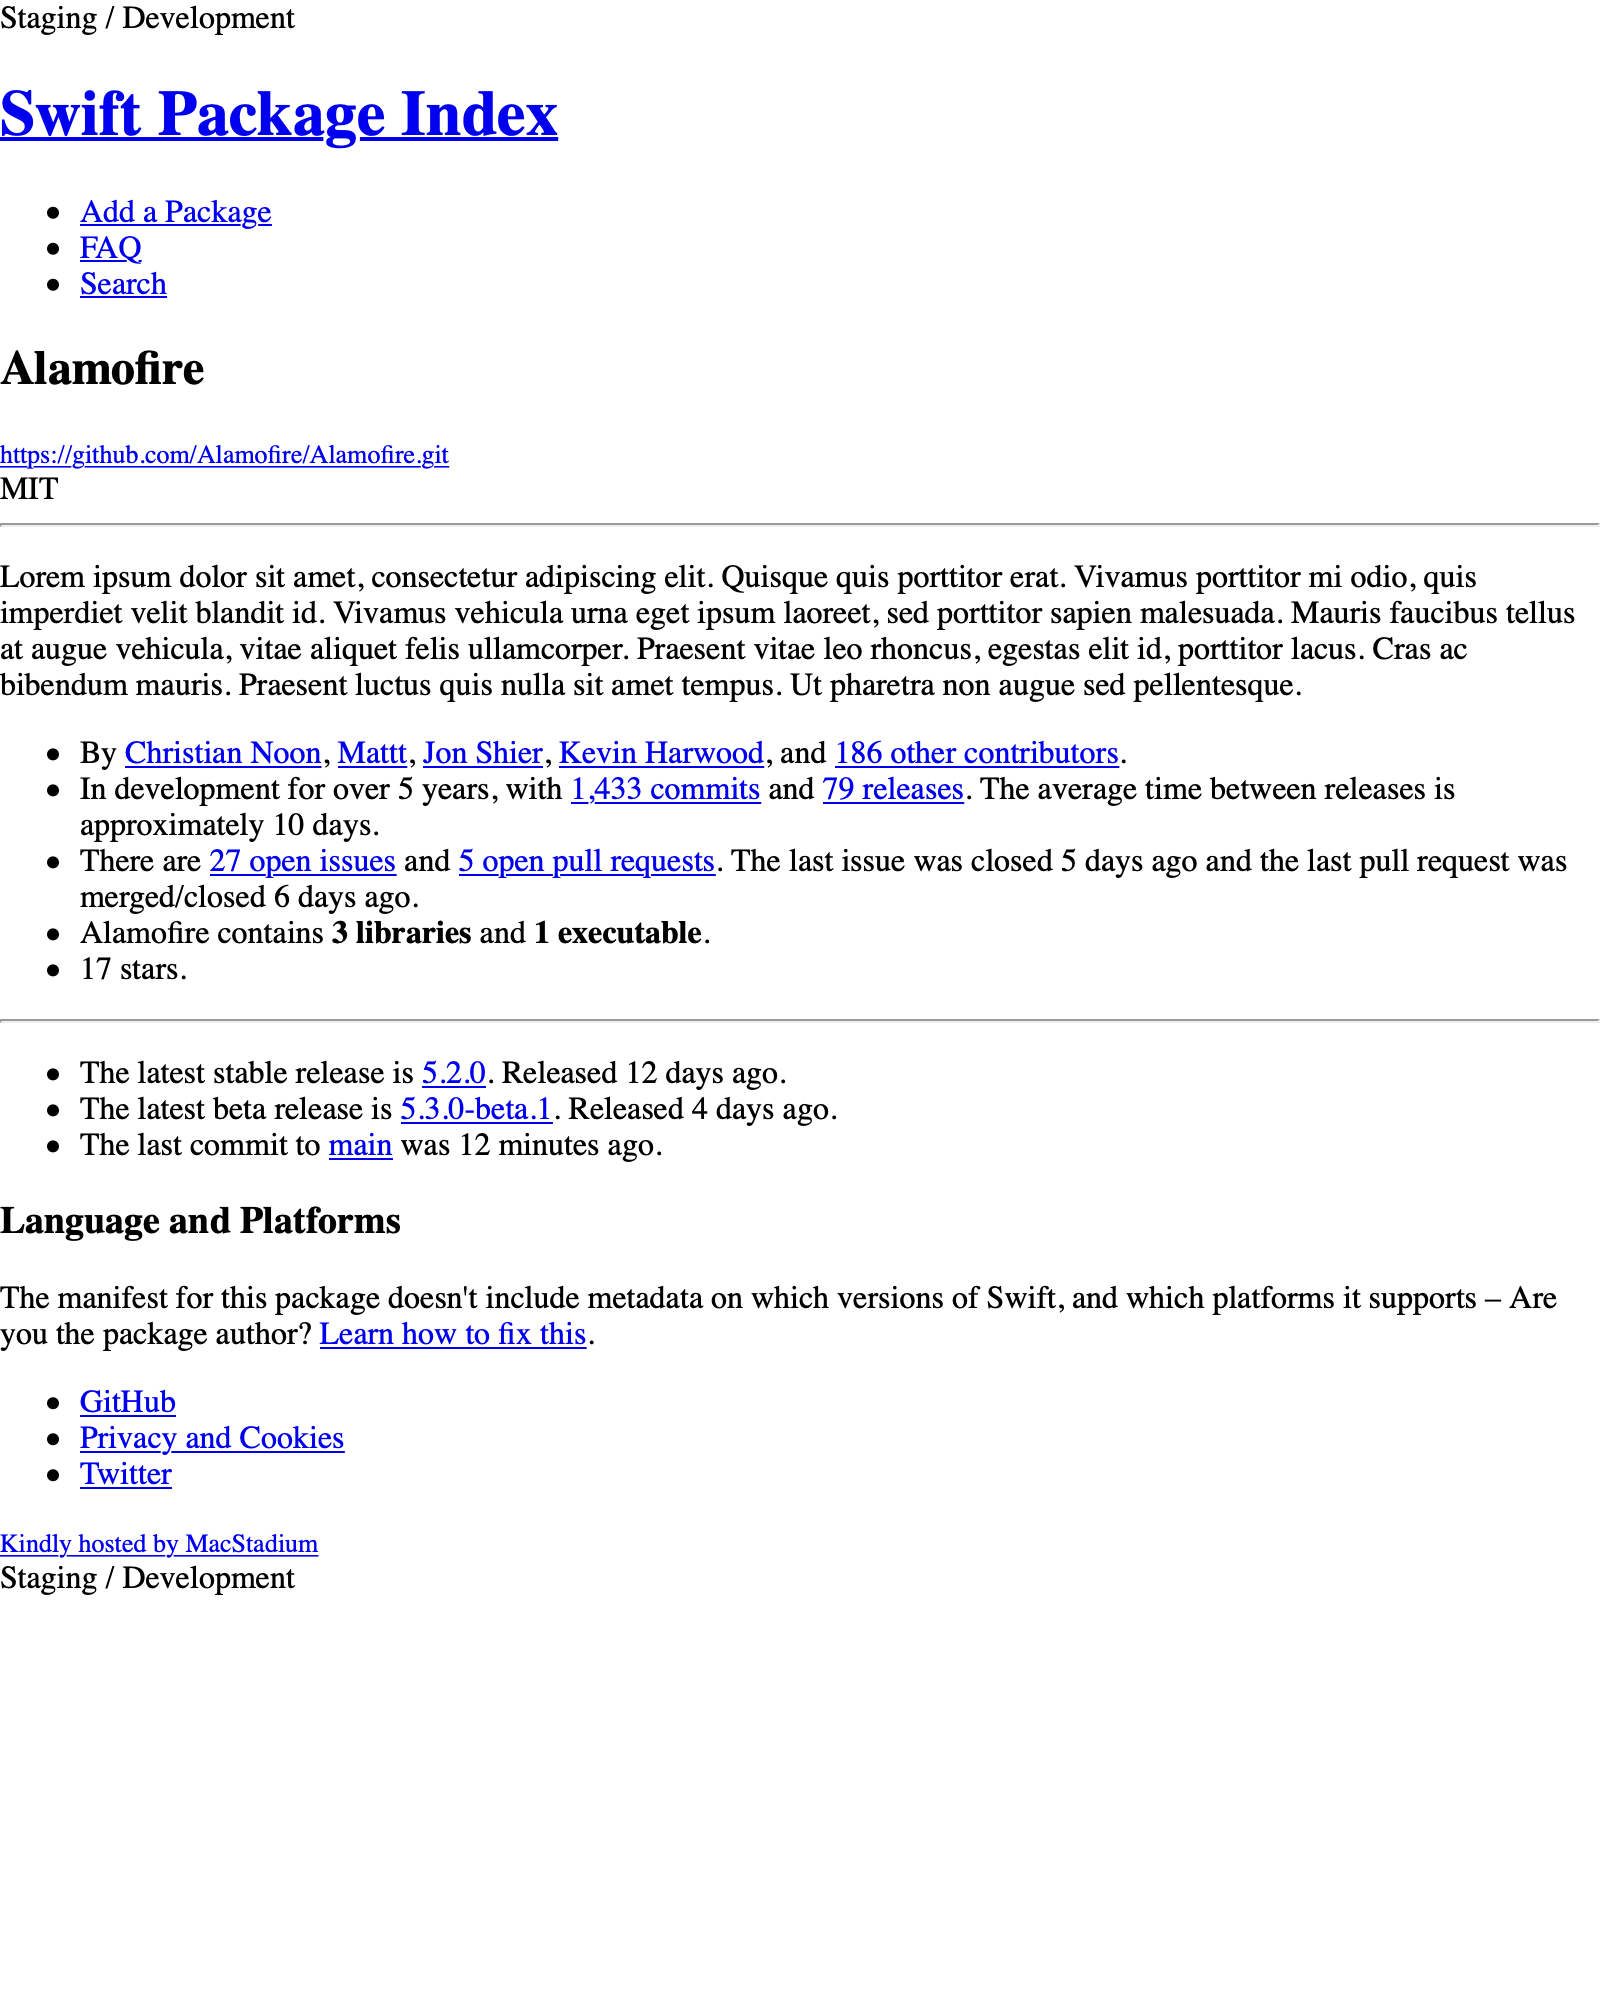 Staging / Development
Swift Package Index
Add a Package
FAQ
Search
Alamofire
https://github.com/Alamofire/Alamofire.git
MIT
Lorem ipsum dolor sit amet, consectetur adipiscing elit. Quisque quis porttitor erat. Vivamus porttitor mi odio, quis
imperdiet velit blandit id. Vivamus vehicula urna eget ipsum laoreet, sed porttitor sapien malesuada. Mauris faucibus tellus
at augue vehicula, vitae aliquet felis ullamcorper. Praesent vitae leo rhoncus, egestas elit id, porttitor lacus. Cras ac
bibendum mauris. Praesent luctus quis nulla sit amet tempus. Ut pharetra non augue sed pellentesque.
By Christian Noon, Mattt, Jon Shier, Kevin Harwood, and 186 other contributors.
In development for over 5 years, with 1,433 commits and 79 releases. The average time between releases is
approximately 10 days.
There are 27 open issues and 5 open pull requests. The last issue was closed 5 days ago and the last pull request was
merged/closed 6 days ago.
Alamofire contains 3 libraries and 1 executable.
17 stars.
The latest stable release is 5.2.0. Released 12 days ago.
The latest beta release is 5.3.0-beta.1. Released 4 days ago.
The last commit to main was 12 minutes ago.
Language and Platforms
The manifest for this package doesn't include metadata on which versions of Swift, and which platforms it supports – Are
you the package author? Learn how to fix this.
GitHub
Privacy and Cookies
Twitter
Kindly hosted by MacStadium
Staging / Development